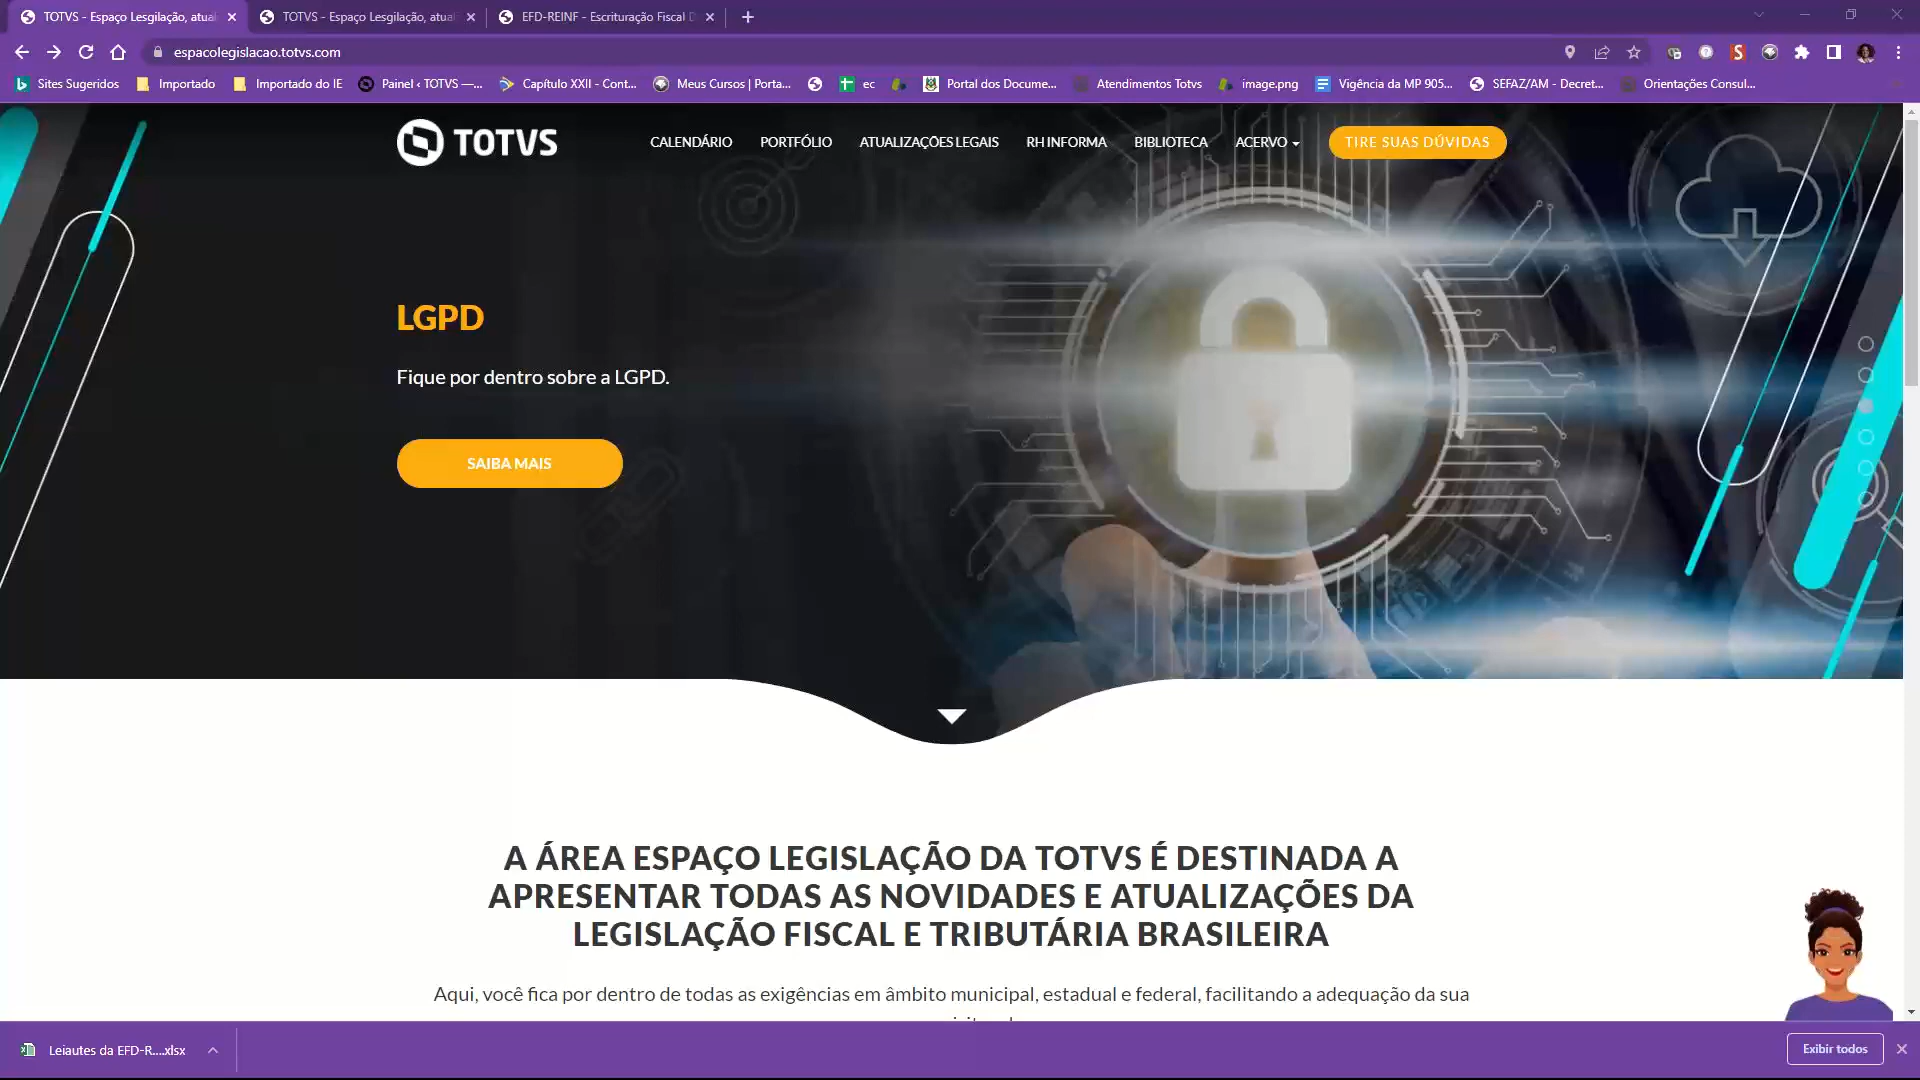 TOTVS - Espaço Lesgilação, atual
TOTVS - Espaço Lesgilação, atual
EFD-REINF - Escrituração Fiscal D
espacolegislacao.totvs.com
Sites Sugeridos
Importado
Importado do IE
Painel ‹ TOTVS —...
Capítulo XXII - Cont...
Meus Cursos | Porta...
ec
Portal dos Docume...
Atendimentos Totvs
image.png
Vigência da MP 905...
SEFAZ/AM - Decret...
Orientações Consul...
TOTVS
CALENDÁRIO
PORTFÓLIO
ATUALIZAÇÕES LEGAIS
RH INFORMA
BIBLIOTECA
ACERVO
TIRE SUAS DÚVIDAS
LGPD
Fique por dentro sobre a LGPD.
SAIBA MAIS
A ÁREA ESPAÇO LEGISLAÇÃO DA TOTVS É DESTINADA A
APRESENTAR TODAS AS NOVIDADES E ATUALIZAÇÕES DA
LEGISLAÇÃO FISCAL E TRIBUTÁRIA BRASILEIRA
Aqui, você fica por dentro de todas as exigências em âmbito municipal, estadual e federal, facilitando a adequação da sua
Leiautes da EFD-R....xlsx
Exibir todos